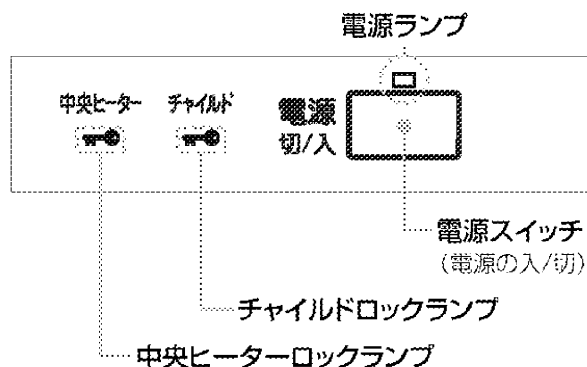 電源ランプ
中央ヒーター チャイルド 電源
切/入
電源スイッチ
(電源の入/切)
チャイルドロックランプ
中央ヒーターロックランプ